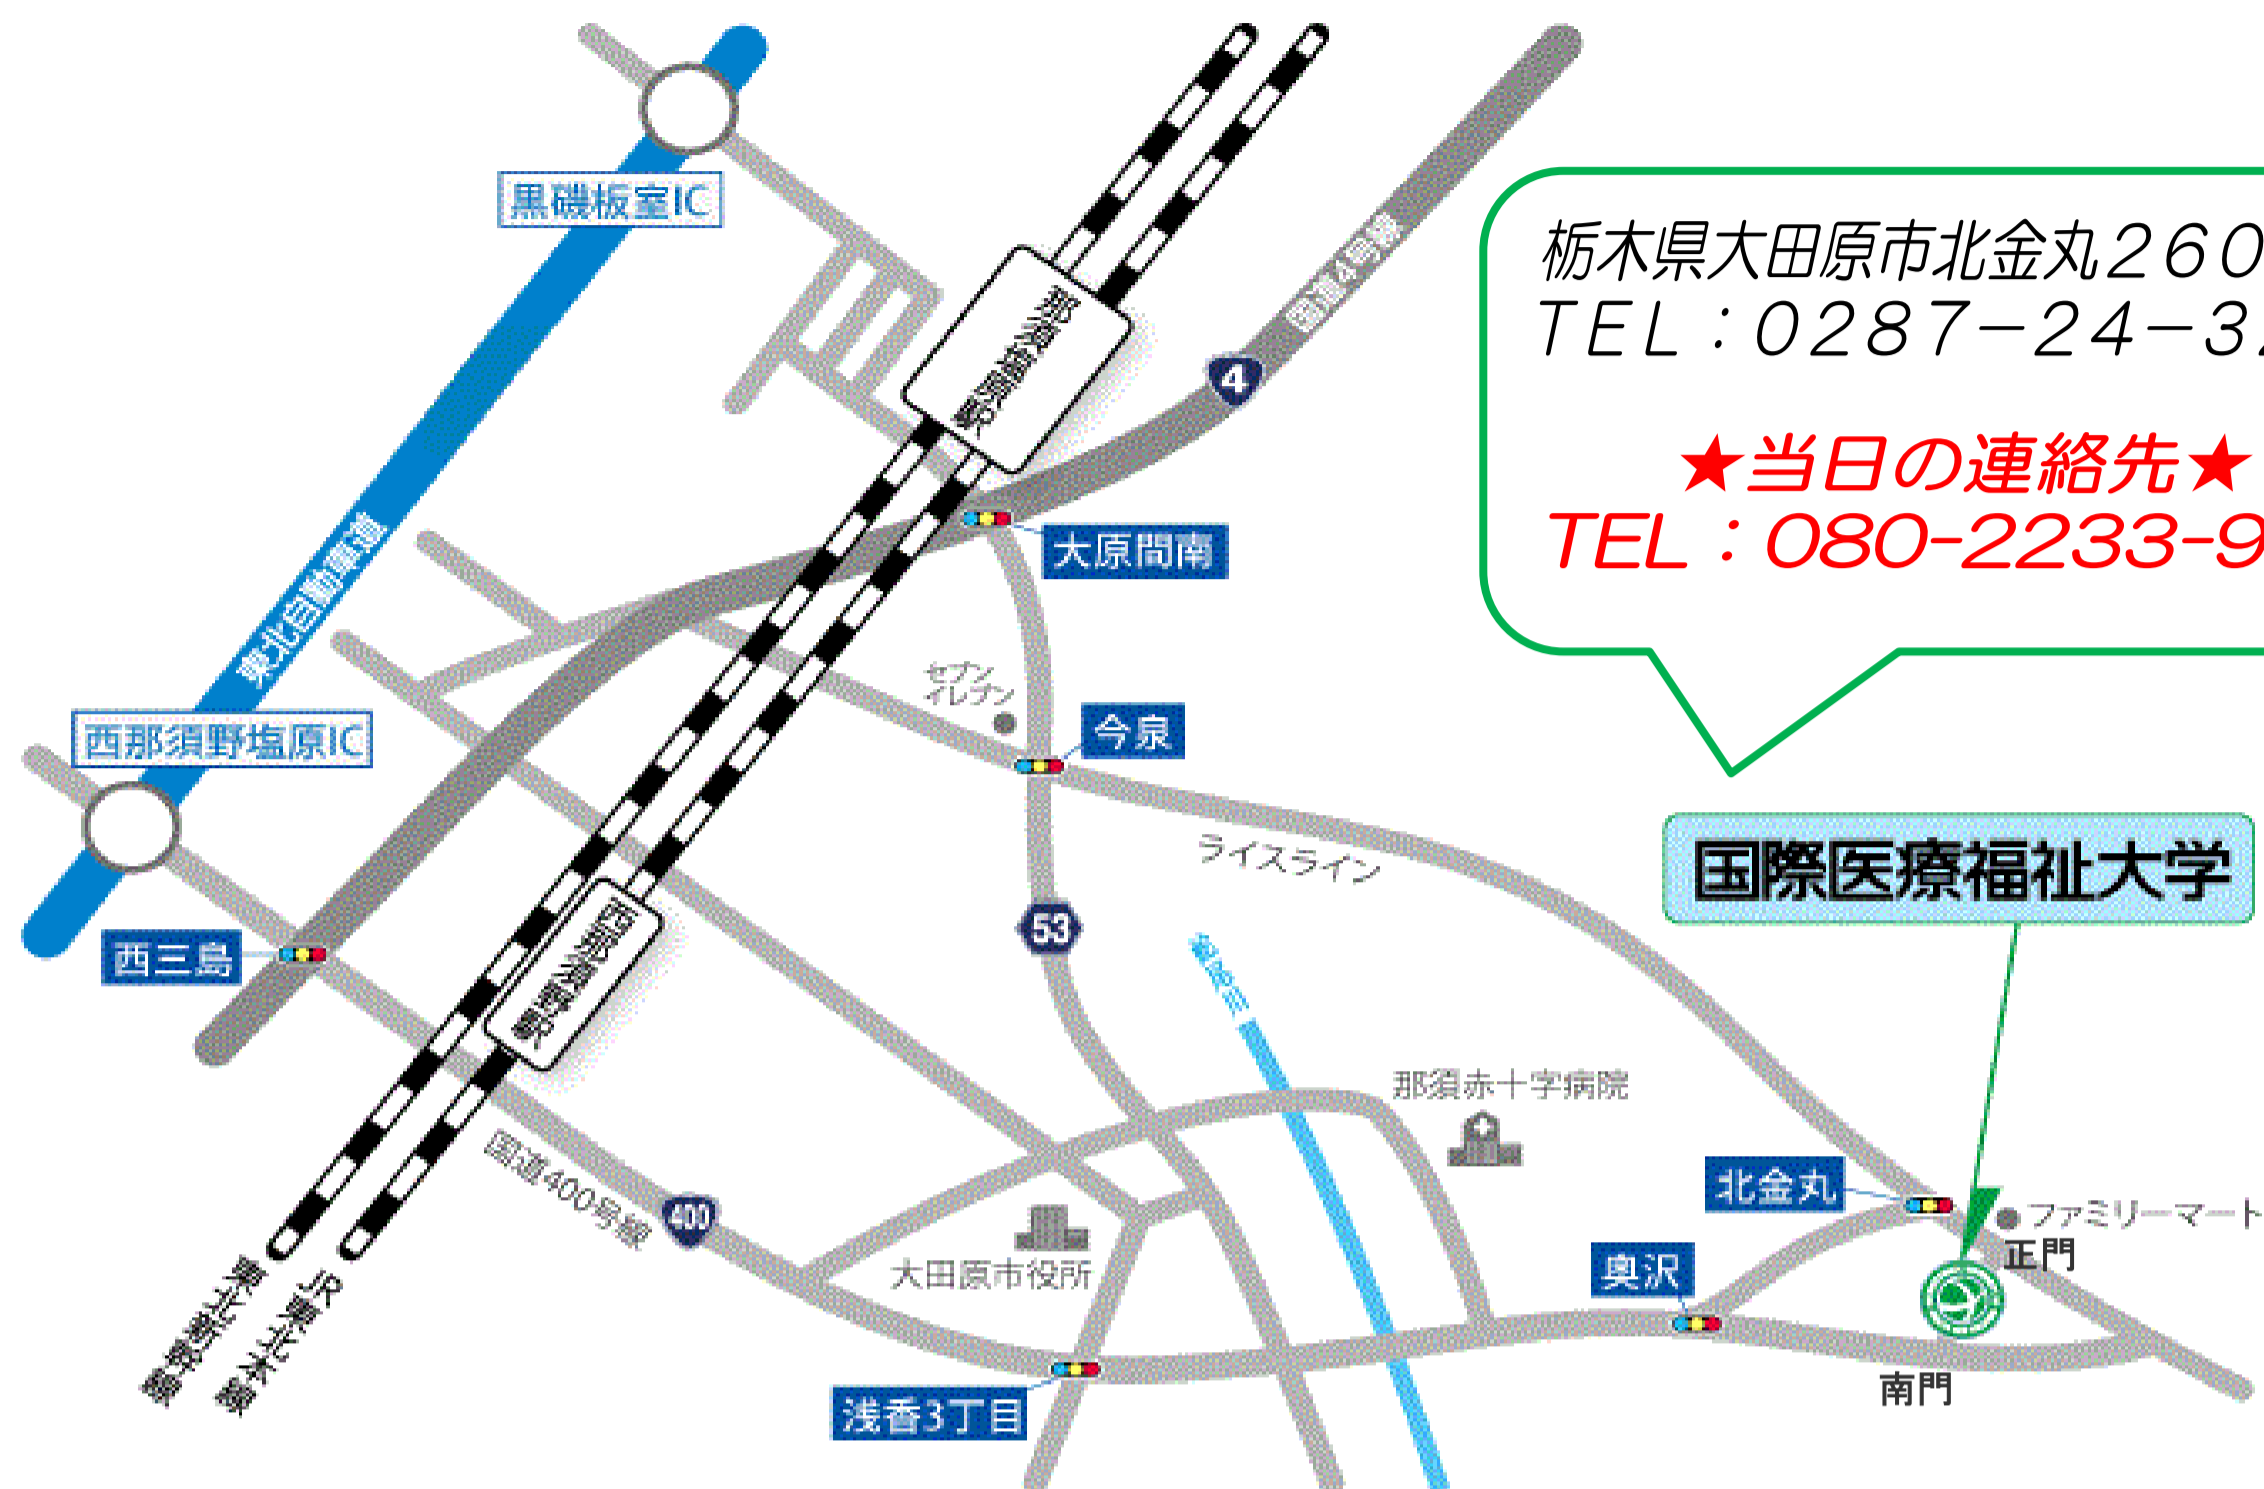 黒磯板室IC
国道4号線
栃木県大田原市北金丸260
TEL：0287-24-32
那須塩原駅
4
★当日の連絡先★
TEL：080-2233-9
大原間南
東北自動車道
セブン
イレブン
今泉
西那須野塩原IC
ライスライン
国際医療福祉大学
53
西三島
西那須野駅
那須赤十字病院
国道400号線
400
北金丸
ファミリーマート
正門
大田原市役所
奥沢
東北新幹線
JR東北本線
南門
浅香3丁目